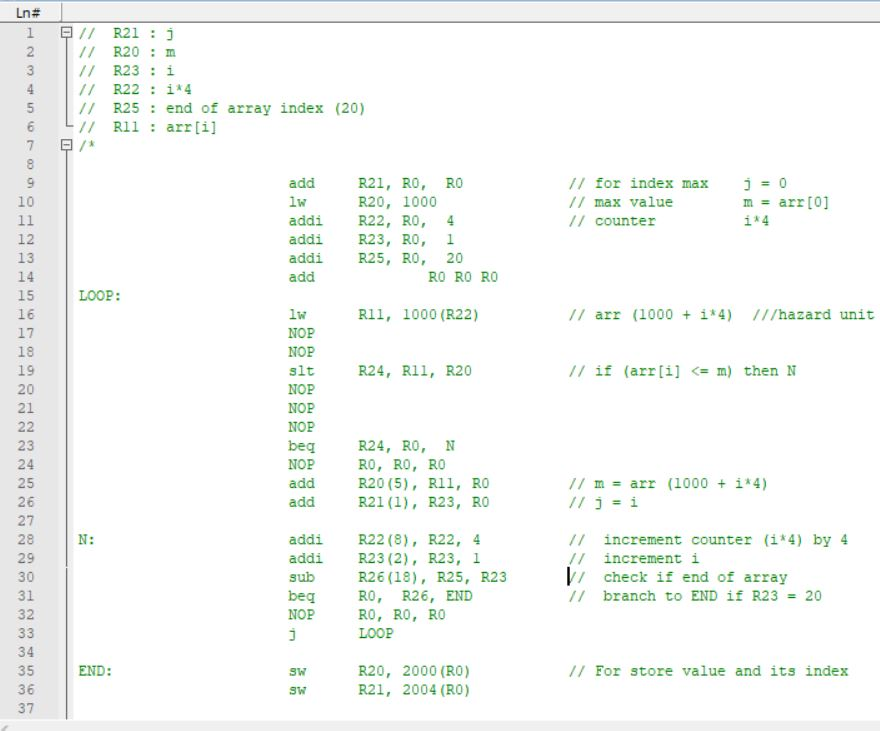 Ln#
1 // R21 : j
2 // R20 : m
3 // R23 : i
4 // R22 : i*4
5 // R25 : end of array index (20)
6 // R11 : arr[i]
7 /*
8
9 add R21, R0, R0 // for index max j = 0
10 lw R20, 1000 // max value m = arr[0]
11 addi R22, R0, 4 // counter i*4
12 addi R23, R0, 1
13 addi R25, R0, 20
14 add R0 R0 R0
15 LOOP:
16 lw R11, 1000(R22) // arr (1000 + i*4) ///hazard unit
17 NOP
18 NOP
19 slt R24, R11, R20 // if (arr[i] <= m) then N
20 NOP
21 NOP
22 NOP
23 beq R24, R0, N
24 NOP R0, R0, R0
25 add R20(5), R11, R0 // m = arr (1000 + i*4)
26 add R21(1), R23, R0 // j = i
27
28 N: addi R22(8), R22, 4 // increment counter (i*4) by 4
29 addi R23(2), R23, 1 // increment i
30 sub R26(18), R25, R23 // check if end of array
31 beq R0, R26, END // branch to END if R23 = 20
32 NOP R0, R0, R0
33 j LOOP
34
35 END: sw R20, 2000(R0) // For store value and its index
36 sw R21, 2004(R0)
37